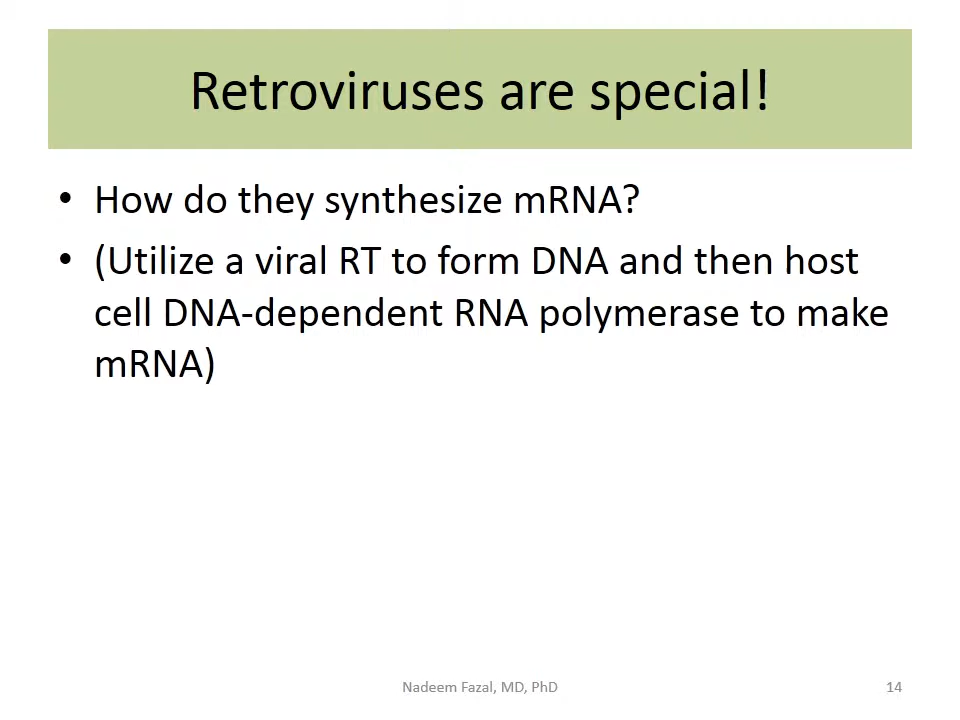 Retroviruses are special!
• How do they synthesize mRNA?
• (Utilize a viral RT to form DNA and then host
cell DNA-dependent RNA polymerase to make
mRNA)
Nadeem Fazal, MD, PhD
14